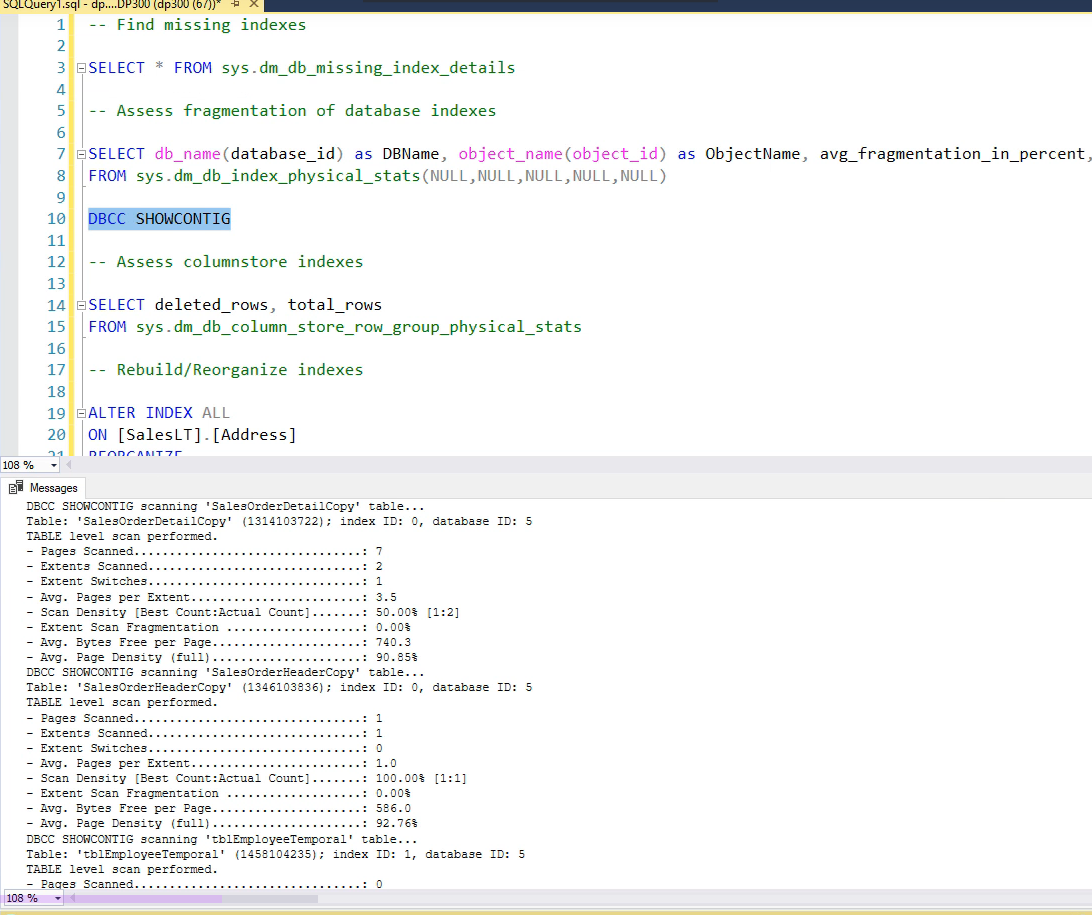 SQLQuery1.sql - dp....DP300 (dp300 (67))*
1 -- Find missing indexes
2
3 SELECT * FROM sys.dm_db_missing_index_details
4
5 -- Assess fragmentation of database indexes
6
7 SELECT db_name(database_id) as DBName, object_name(object_id) as ObjectName, avg_fragmentation_in_percent,
8 FROM sys.dm_db_index_physical_stats(NULL,NULL,NULL,NULL,NULL)
9
10 DBCC SHOWCONTIG
11
12 -- Assess columnstore indexes
13
14 SELECT deleted_rows, total_rows
15 FROM sys.dm_db_column_store_row_group_physical_stats
16
17 -- Rebuild/Reorganize indexes
18
19 ALTER INDEX ALL
20 ON [SalesLT].[Address]
21 REORGANIZE
108 %
Messages
DBCC SHOWCONTIG scanning 'SalesOrderDetailCopy' table...
Table: 'SalesOrderDetailCopy' (1314103722); index ID: 0, database ID: 5
TABLE level scan performed.
- Pages Scanned................................: 7
- Extents Scanned..............................: 2
- Extent Switches..............................: 1
- Avg. Pages per Extent........................: 3.5
- Scan Density [Best Count:Actual Count].......: 50.00% [1:2]
- Extent Scan Fragmentation ...................: 0.00%
- Avg. Bytes Free per Page.....................: 740.3
- Avg. Page Density (full).....................: 90.85%
DBCC SHOWCONTIG scanning 'SalesOrderHeaderCopy' table...
Table: 'SalesOrderHeaderCopy' (1346103836); index ID: 0, database ID: 5
TABLE level scan performed.
- Pages Scanned................................: 1
- Extents Scanned..............................: 1
- Extent Switches..............................: 0
- Avg. Pages per Extent........................: 1.0
- Scan Density [Best Count:Actual Count].......: 100.00% [1:1]
- Extent Scan Fragmentation ...................: 0.00%
- Avg. Bytes Free per Page.....................: 586.0
- Avg. Page Density (full).....................: 92.76%
DBCC SHOWCONTIG scanning 'tblEmployeeTemporal' table...
Table: 'tblEmployeeTemporal' (1458104235); index ID: 1, database ID: 5
TABLE level scan performed.
- Pages Scanned................................: 0
108 %